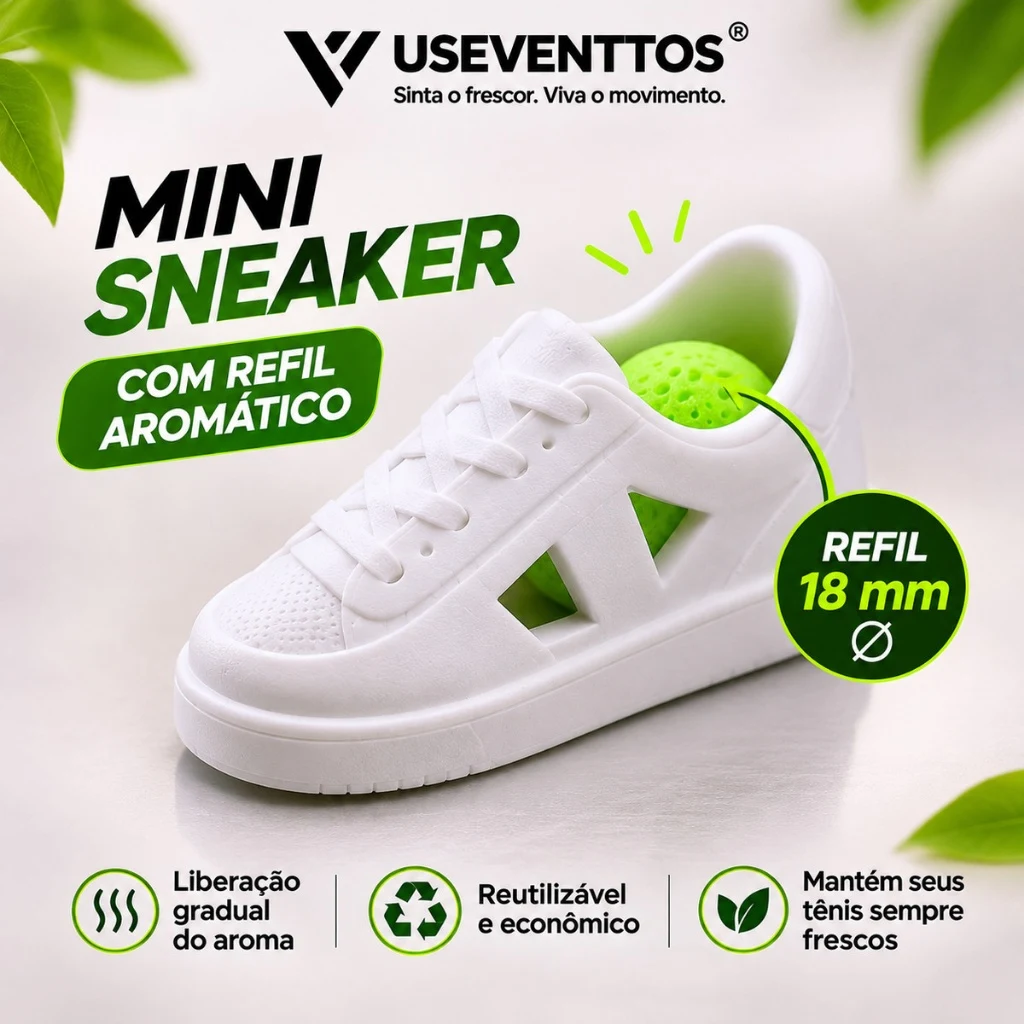 USEVENTTOS®
Sinta o frescor. Viva o movimento.
MINI
SNEAKER
COM REFIL
AROMÁTICO
REFIL
18 mm
Ø
Liberação
gradual
do aroma
Reutilizável
e econômico
Mantém seus
tênis sempre
frescos